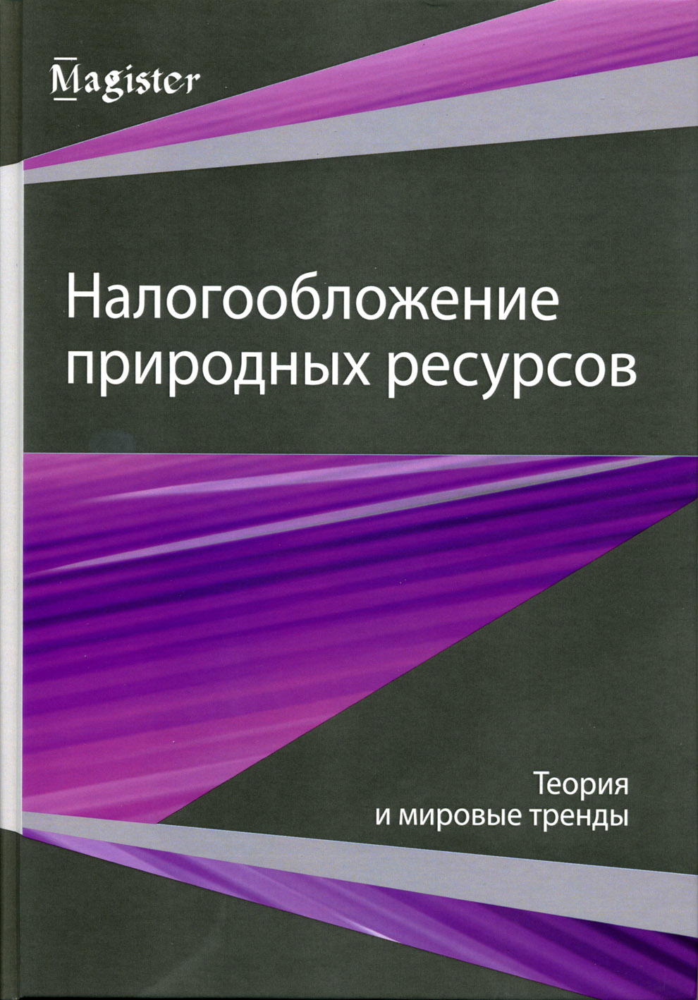 Magister
Налогообложение
природных ресурсов
Теория
и мировые тренды